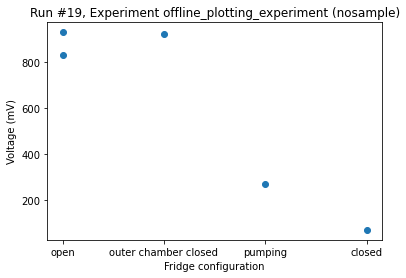 Run #19, Experiment offline_plotting_experiment (nosample)
Voltage (mV)
800
600
400
200
open outer chamber closed pumping closed
Fridge configuration